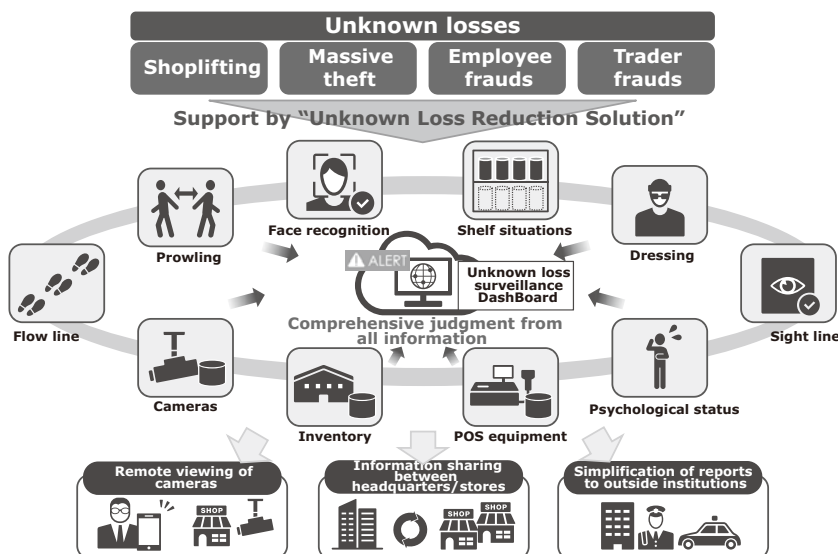 Unknown losses
Shoplifting
Massive
theft
Employee
frauds
Trader
frauds
Support by “Unknown Loss Reduction Solution”
Face recognition
Shelf situations
Prowling
Dressing
ALERT
Unknown loss
surveillance
DashBoard
Flow line
Sight line
Comprehensive judgment from
all information
Cameras
Inventory
POS equipment
Psychological status
Remote viewing of
cameras
Information sharing
between
headquarters/stores
Simplification of reports
to outside institutions
SHOP
SHOP
SHOP